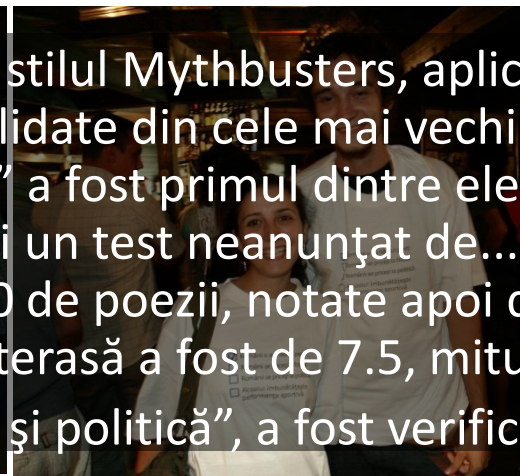 stilul Mythbusters, aplic
lidate din cele mai vechi
” a fost primul dintre ele
i un test neanunţat de...
0 de poezii, notate apoi d
terasă a fost de 7.5, mitu
şi politică”, a fost verific